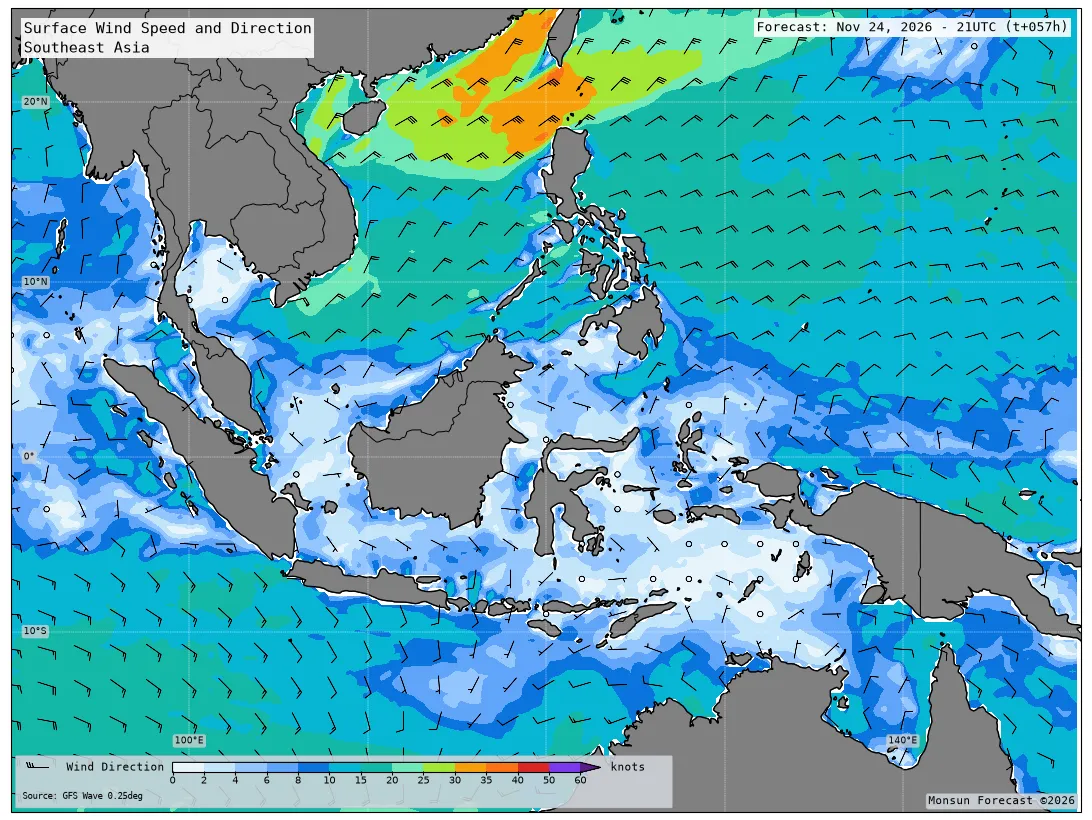 Surface Wind Speed and Direction
Southeast Asia
Forecast: Nov 24, 2026 - 21UTC (t+057h)
20°N
10°N
0°
10°S
100°E
140°E
Wind Direction
0 2 4 6 8 10 15 20 25 30 35 40 50 60
knots
Source: GFS Wave 0.25deg
Monsun Forecast ©2026